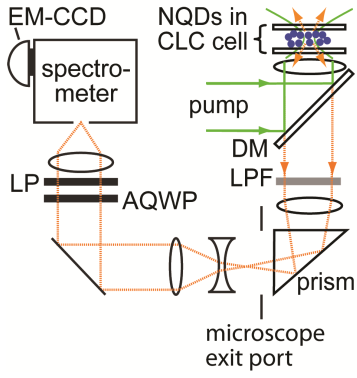 EM-CCD
spectro-
meter
NQDs in
CLC cell
pump
DM
LPF
LP
AQWP
prism
microscope
exit port